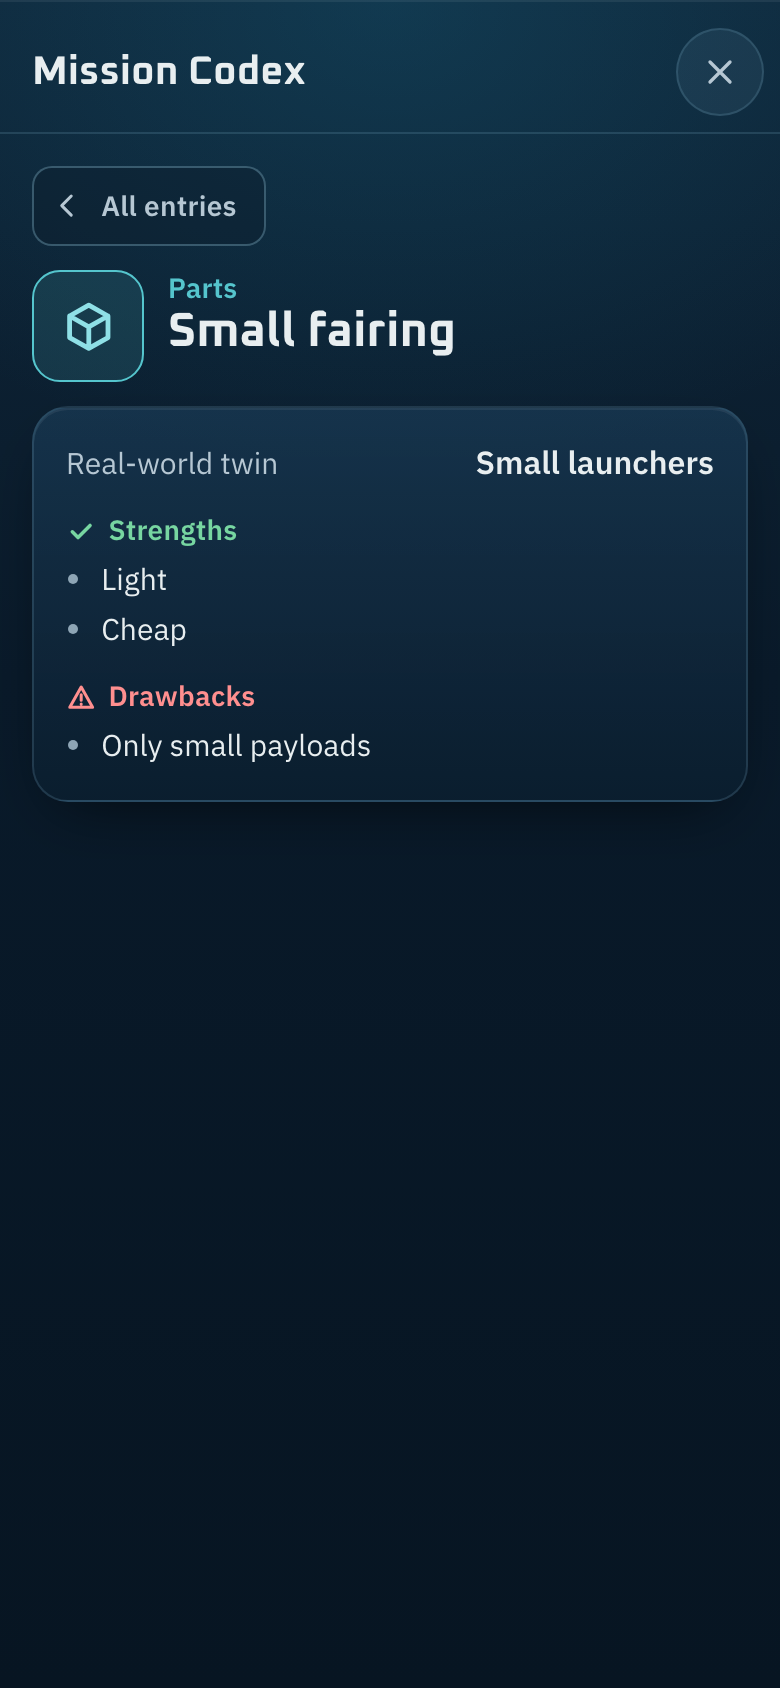 Mission Codex
All entries
Parts
Small fairing
Real-world twin Small launchers
Strengths
Light
Cheap
Drawbacks
Only small payloads